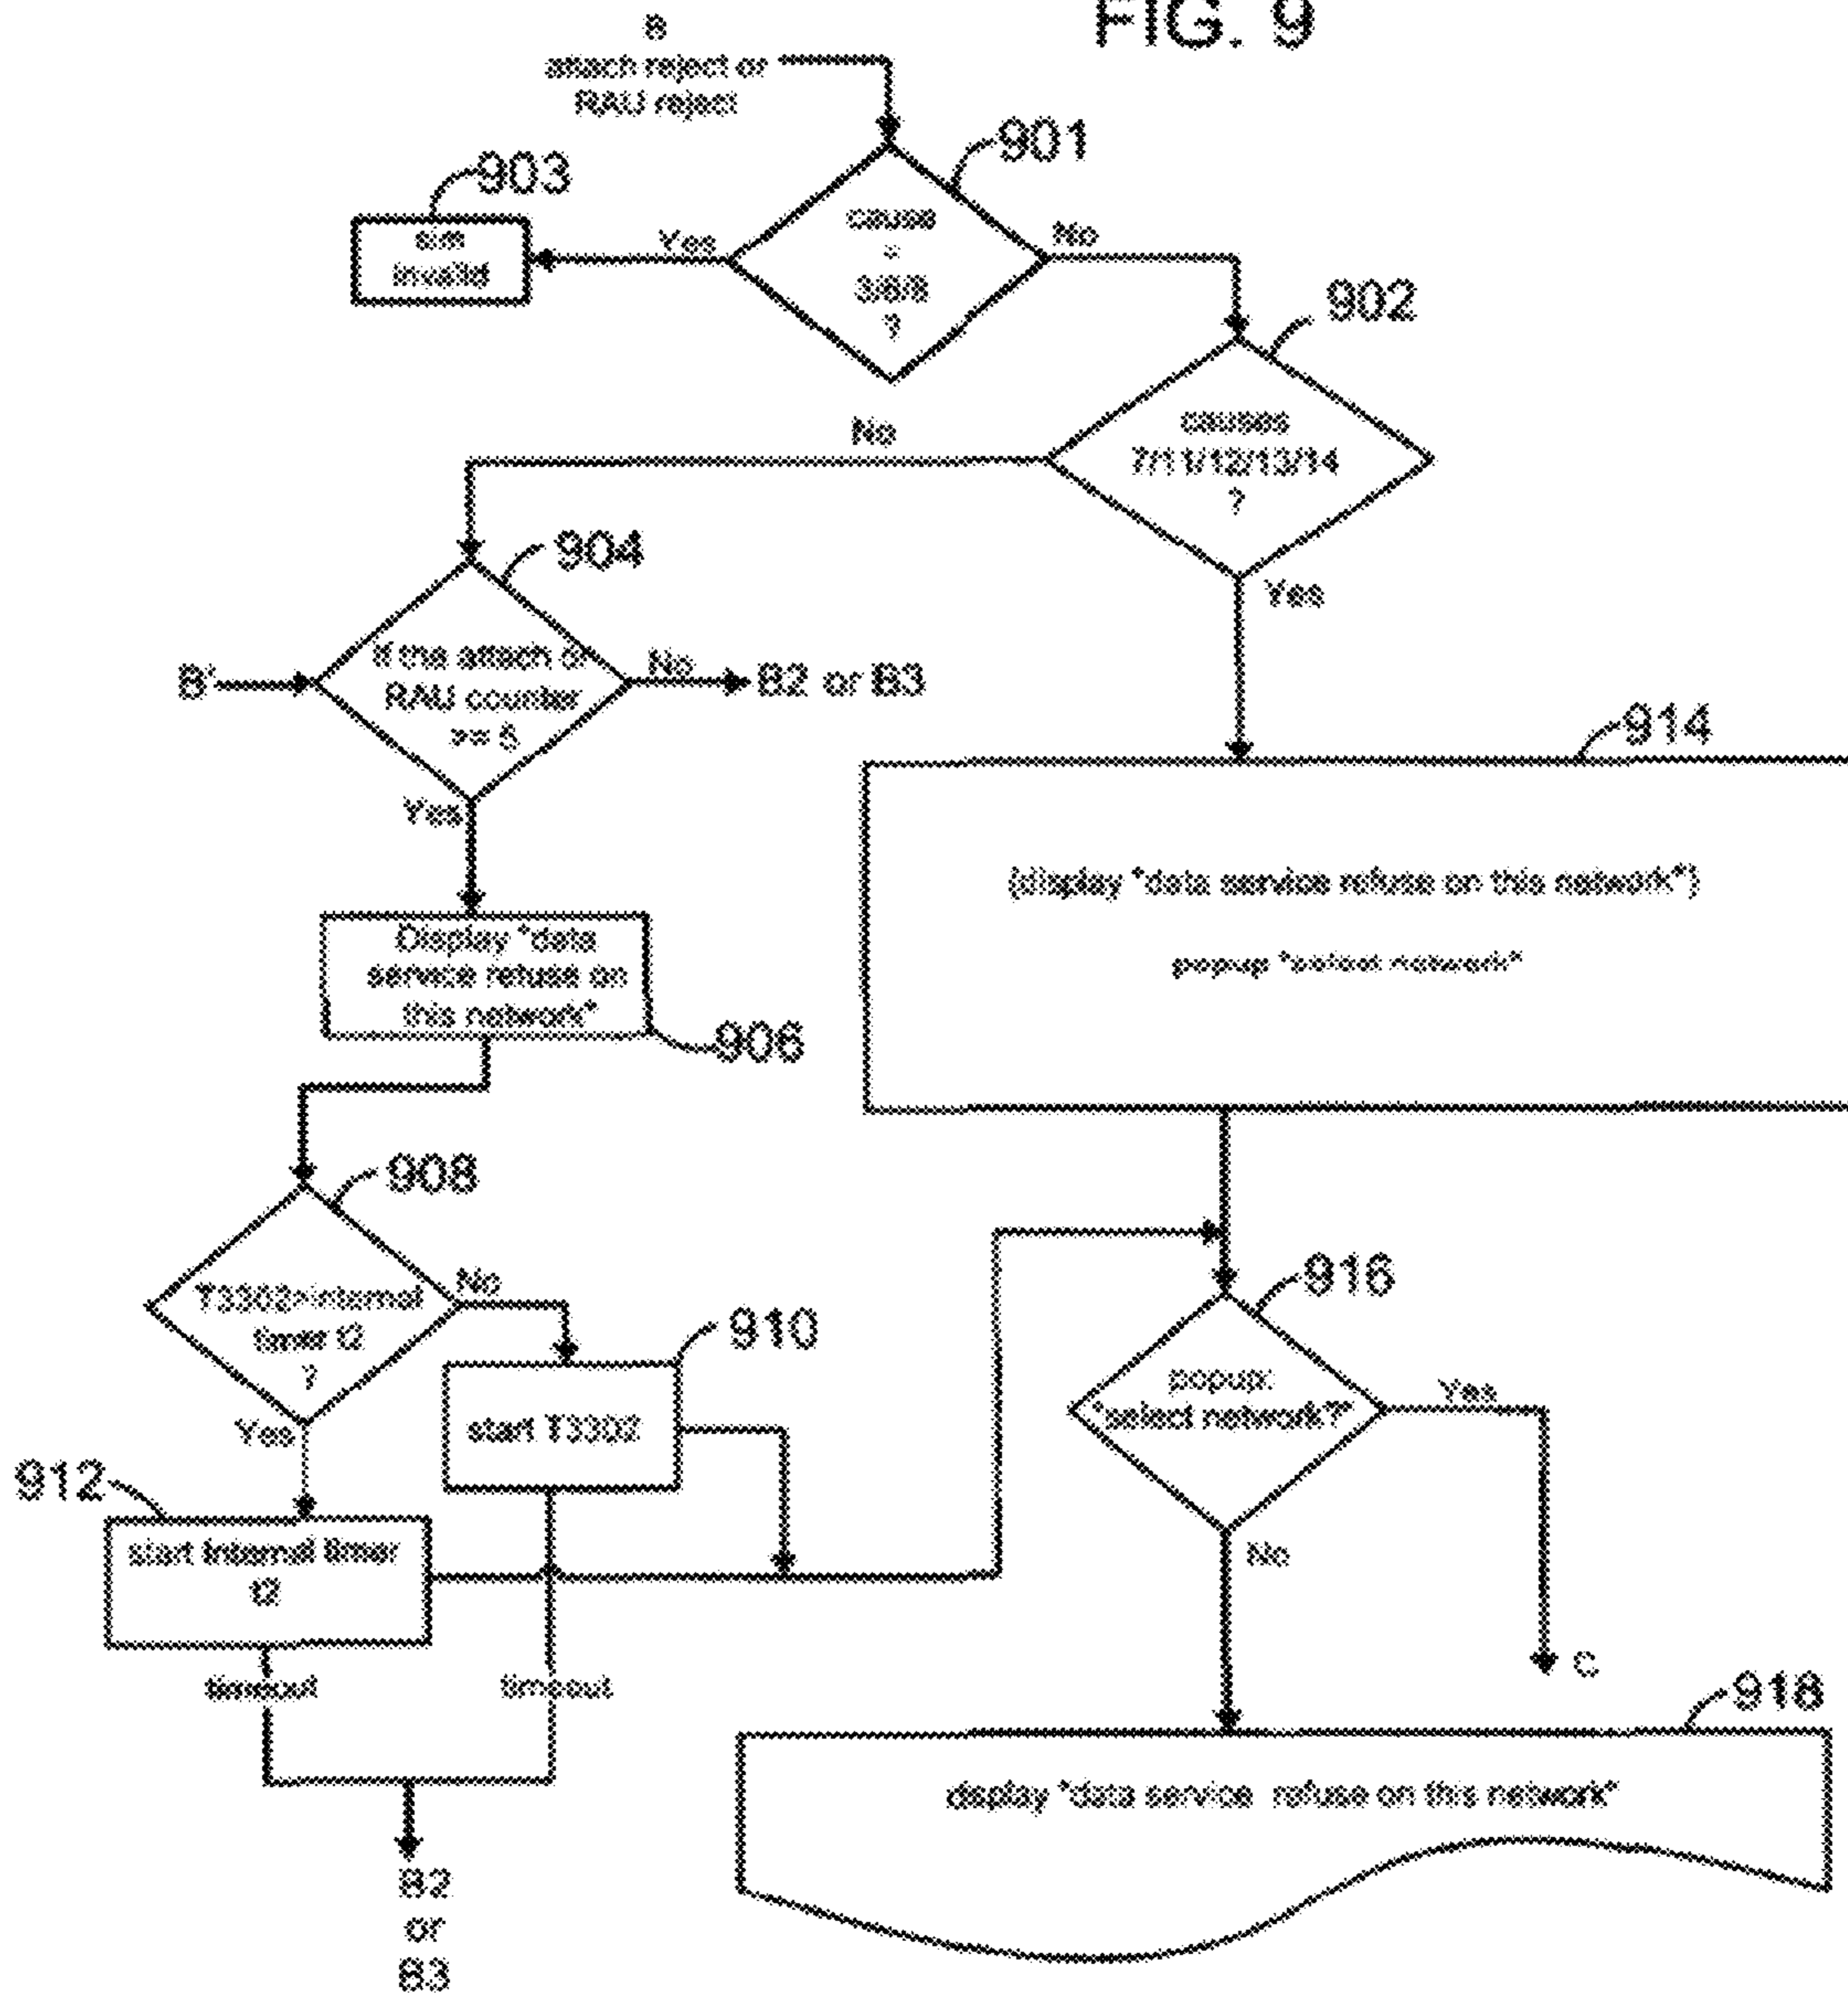 FIG. 9
B
attach reject or
RAU reject
901
903
cause
=
3/6/8
?
Yes
No
sim
invalid
902
causes
7/11/12/13/14
?
No
Yes
904
If the attach or
RAU counter
>= 5
B'
No
B2 or B3
Yes
914
(display "data service refuse on this network")
popup "select network"
Display "data
service refuse on
this network"
906
908
T3302>internal
timer t2
?
No
Yes
910
start T3302
916
popup:
"select network?"
Yes
No
C
912
start Internal timer
t2
timeout
timeout
B2
or
B3
918
display "data service refuse on this network"